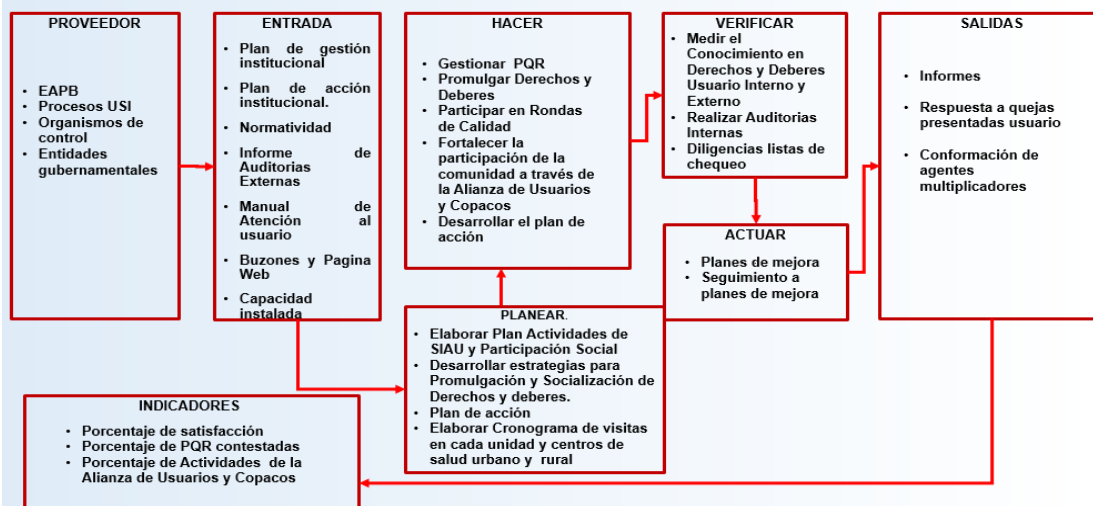 PROVEEDOR
• EAPB
• Procesos USI
• Organismos de
control
• Entidades
gubernamentales
ENTRADA
• Plan de gestión
institucional
• Plan de acción
institucional.
• Normatividad
• Informe de
Auditorias
Externas
• Manual de
Atención al
usuario
• Buzones y Pagina
Web
• Capacidad
instalada
HACER
• Gestionar PQR
• Promulgar Derechos y
Deberes
• Participar en Rondas
de Calidad
• Fortalecer la
participación de la
comunidad a través de
la Alianza de Usuarios
y Copacos
• Desarrollar el plan de
acción
VERIFICAR
• Medir el
Conocimiento en
Derechos y Deberes
Usuario Interno y
Externo
• Realizar Auditorias
Internas
• Diligencias listas de
chequeo
SALIDAS
• Informes
• Respuesta a quejas
presentadas usuario
• Conformación de
agentes
multiplicadores
ACTUAR
• Planes de mejora
• Seguimiento a
planes de mejora
PLANEAR.
• Elaborar Plan Actividades de
SIAU y Participación Social
• Desarrollar estrategias para
Promulgación y Socialización de
Derechos y deberes.
• Plan de acción
• Elaborar Cronograma de visitas
en cada unidad y centros de
salud urbano y rural
INDICADORES
• Porcentaje de satisfacción
• Porcentaje de PQR contestadas
• Porcentaje de Actividades de la
Alianza de Usuarios y Copacos